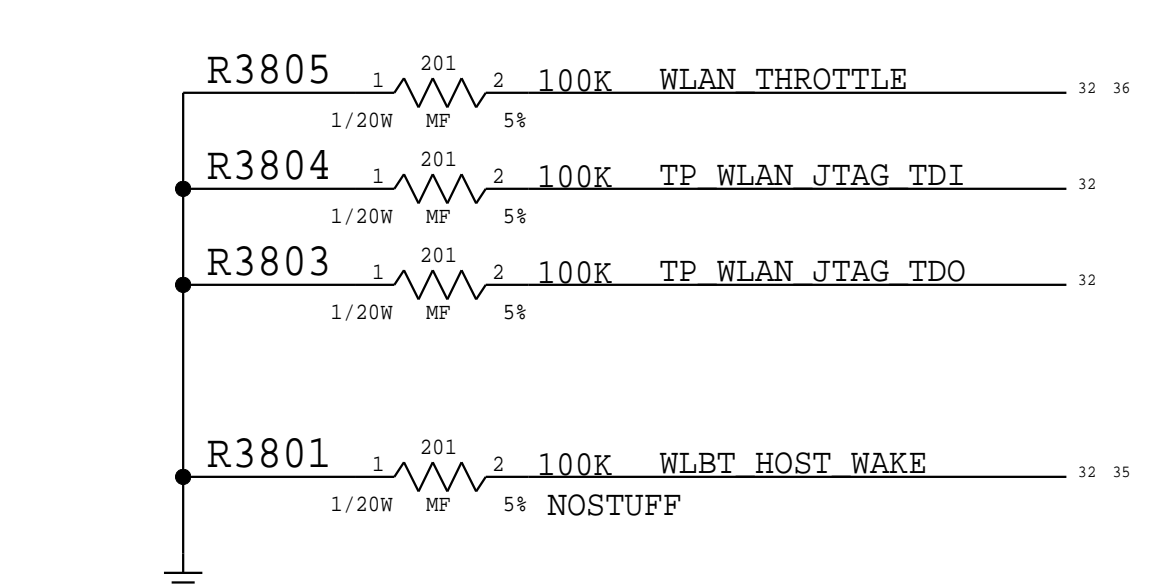 R3805 1 201 2 100K WLAN_THROTTLE 32 36
1/20W MF 5%
R3804 1 201 2 100K TP_WLAN_JTAG_TDI 32
1/20W MF 5%
R3803 1 201 2 100K TP_WLAN_JTAG_TDO 32
1/20W MF 5%
R3801 1 201 2 100K WLBT_HOST_WAKE 32 35
1/20W MF 5% NOSTUFF